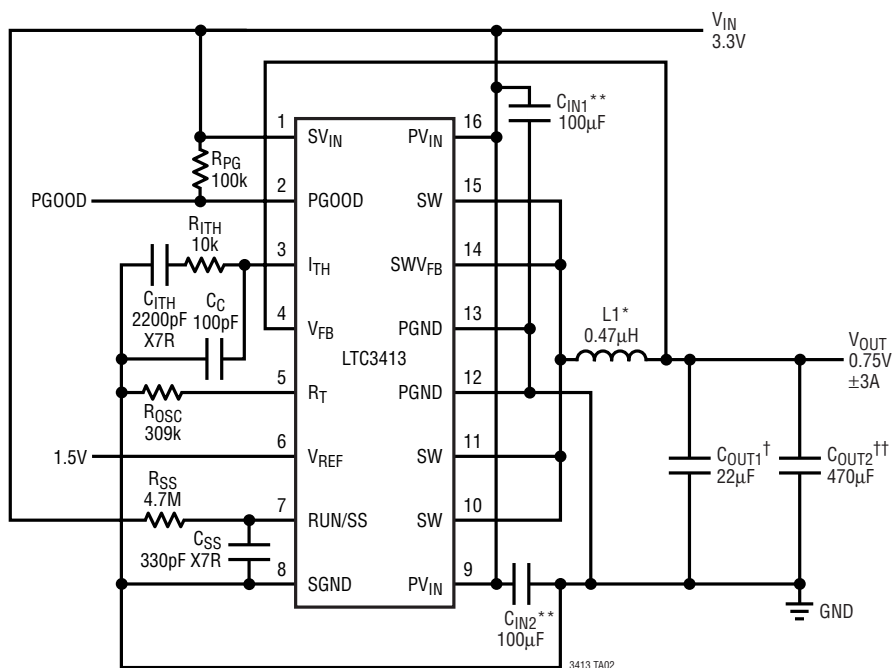 VIN
3.3V
CIN1**
100µF
1
SVIN
PVIN
16
RPG
100k
PGOOD
2
PGOOD
SW
15
RITH
10k
3
ITH
SWVFB
14
CITH
2200pF
X7R
CC
100pF
4
VFB
PGND
13
LTC3413
L1*
0.47µH
VOUT
0.75V
±3A
5
RT
PGND
12
ROSC
309k
1.5V
6
VREF
SW
11
COUT1†
22µF
COUT2††
470µF
RSS
4.7M
7
RUN/SS
SW
10
CSS
330pF X7R
8
SGND
PVIN
9
CIN2**
100µF
GND
3413 TA02